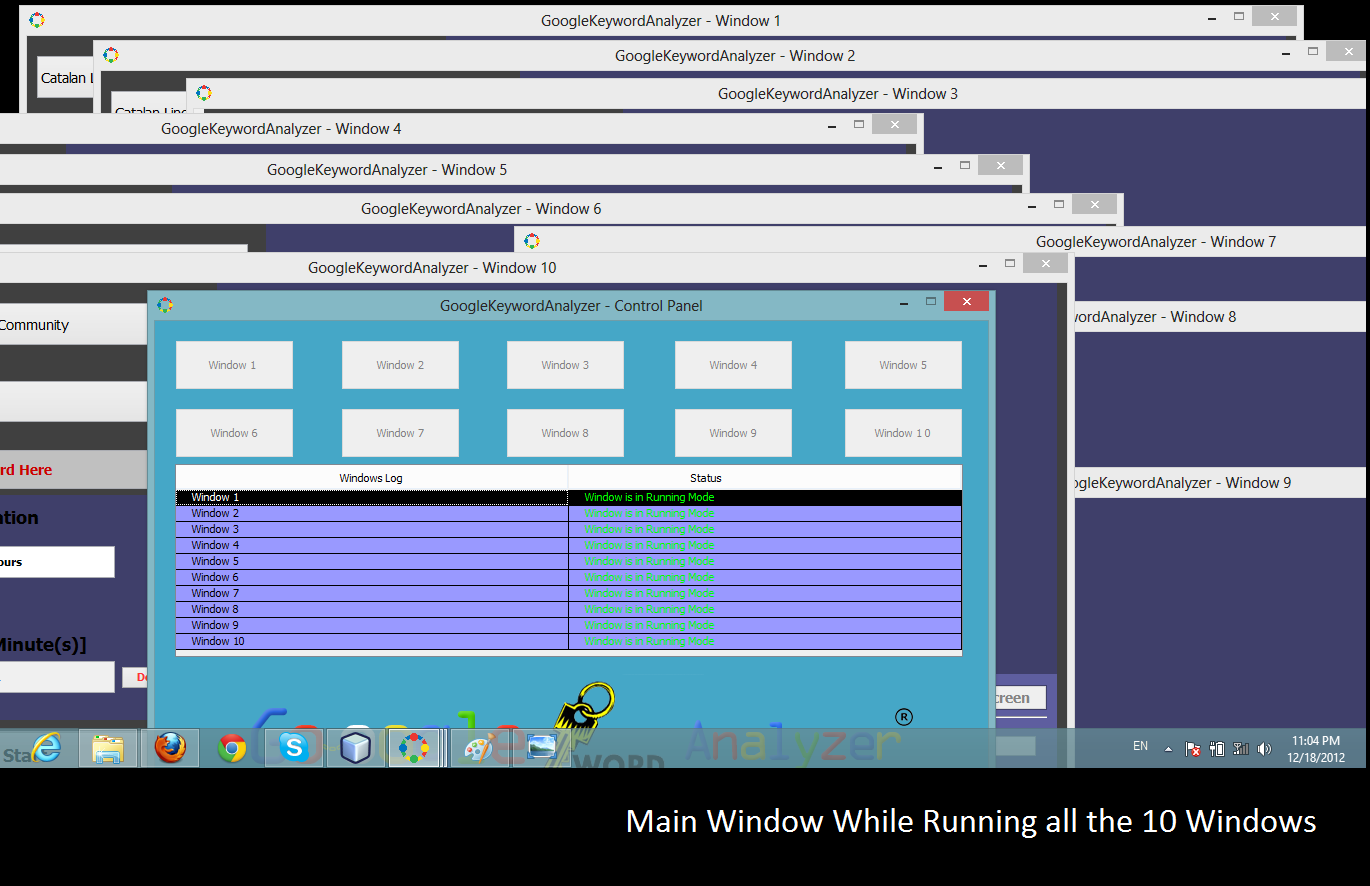 GoogleKeywordAnalyzer - Window 1
GoogleKeywordAnalyzer - Window 2
Catalan
GoogleKeywordAnalyzer - Window 3
Catalan Line
GoogleKeywordAnalyzer - Window 4
GoogleKeywordAnalyzer - Window 5
GoogleKeywordAnalyzer - Window 6
GoogleKeywordAnalyzer - Window 7
GoogleKeywordAnalyzer - Window 10
GoogleKeywordAnalyzer - Control Panel
wordAnalyzer - Window 8
Community
Window 1 Window 2 Window 3 Window 4 Window 5
Window 6 Window 7 Window 8 Window 9 Window 1 0
rd Here
Windows Log Status
ogleKeywordAnalyzer - Window 9
Window 1 Window is in Running Mode
Window 2 Window is in Running Mode
Window 3 Window is in Running Mode
Window 4 Window is in Running Mode
Window 5 Window is in Running Mode
Window 6 Window is in Running Mode
Window 7 Window is in Running Mode
Window 8 Window is in Running Mode
Window 9 Window is in Running Mode
Window 10 Window is in Running Mode
ation
ours
Minute(s)]
De
creen
Google Analyzer ®
WORD
Sta
EN
11:04 PM
12/18/2012
Main Window While Running all the 10 Windows